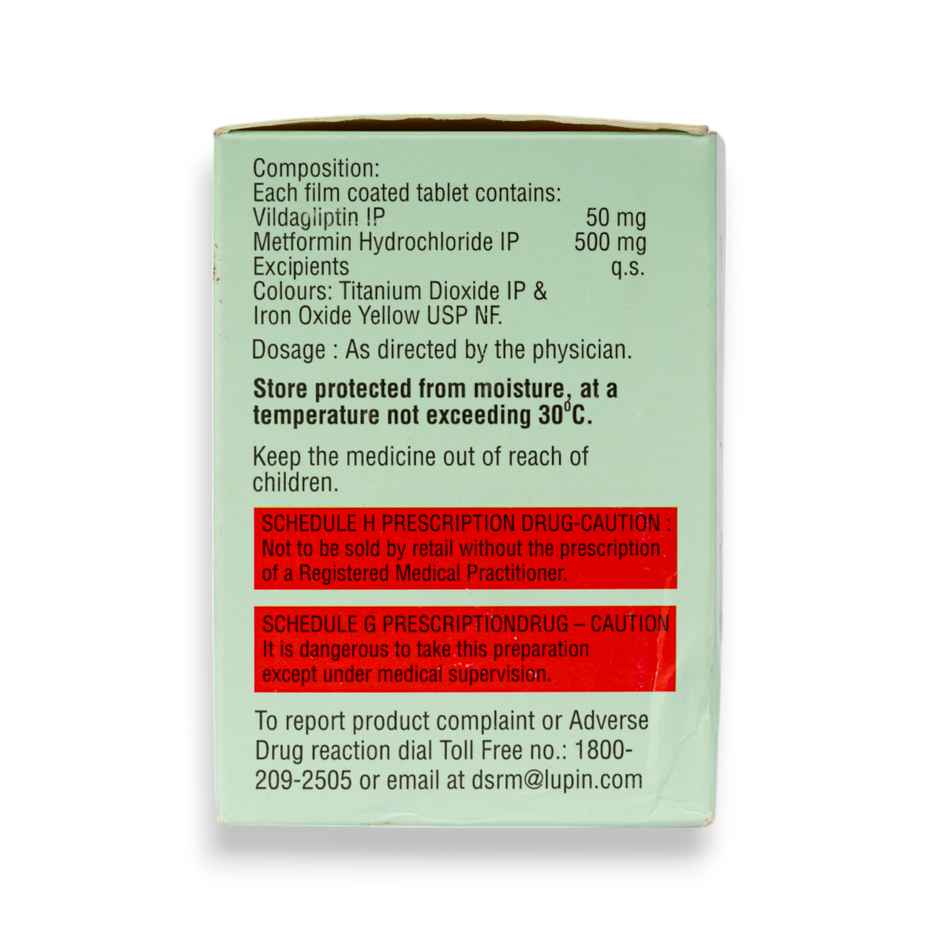 Composition:
Each film coated tablet contains:
Vildagliptin IP 50 mg
Metformin Hydrochloride IP 500 mg
Excipients q.s.
Colours: Titanium Dioxide IP &
Iron Oxide Yellow USP NF.
Dosage : As directed by the physician.
Store protected from moisture, at a
temperature not exceeding 30⁰C.
Keep the medicine out of reach of
children.
SCHEDULE H PRESCRIPTION DRUG-CAUTION :
Not to be sold by retail without the prescription
of a Registered Medical Practitioner.
SCHEDULE G PRESCRIPTIONDRUG – CAUTION
It is dangerous to take this preparation
except under medical supervision.
To report product complaint or Adverse
Drug reaction dial Toll Free no.: 1800-
209-2505 or email at dsrm@lupin.com